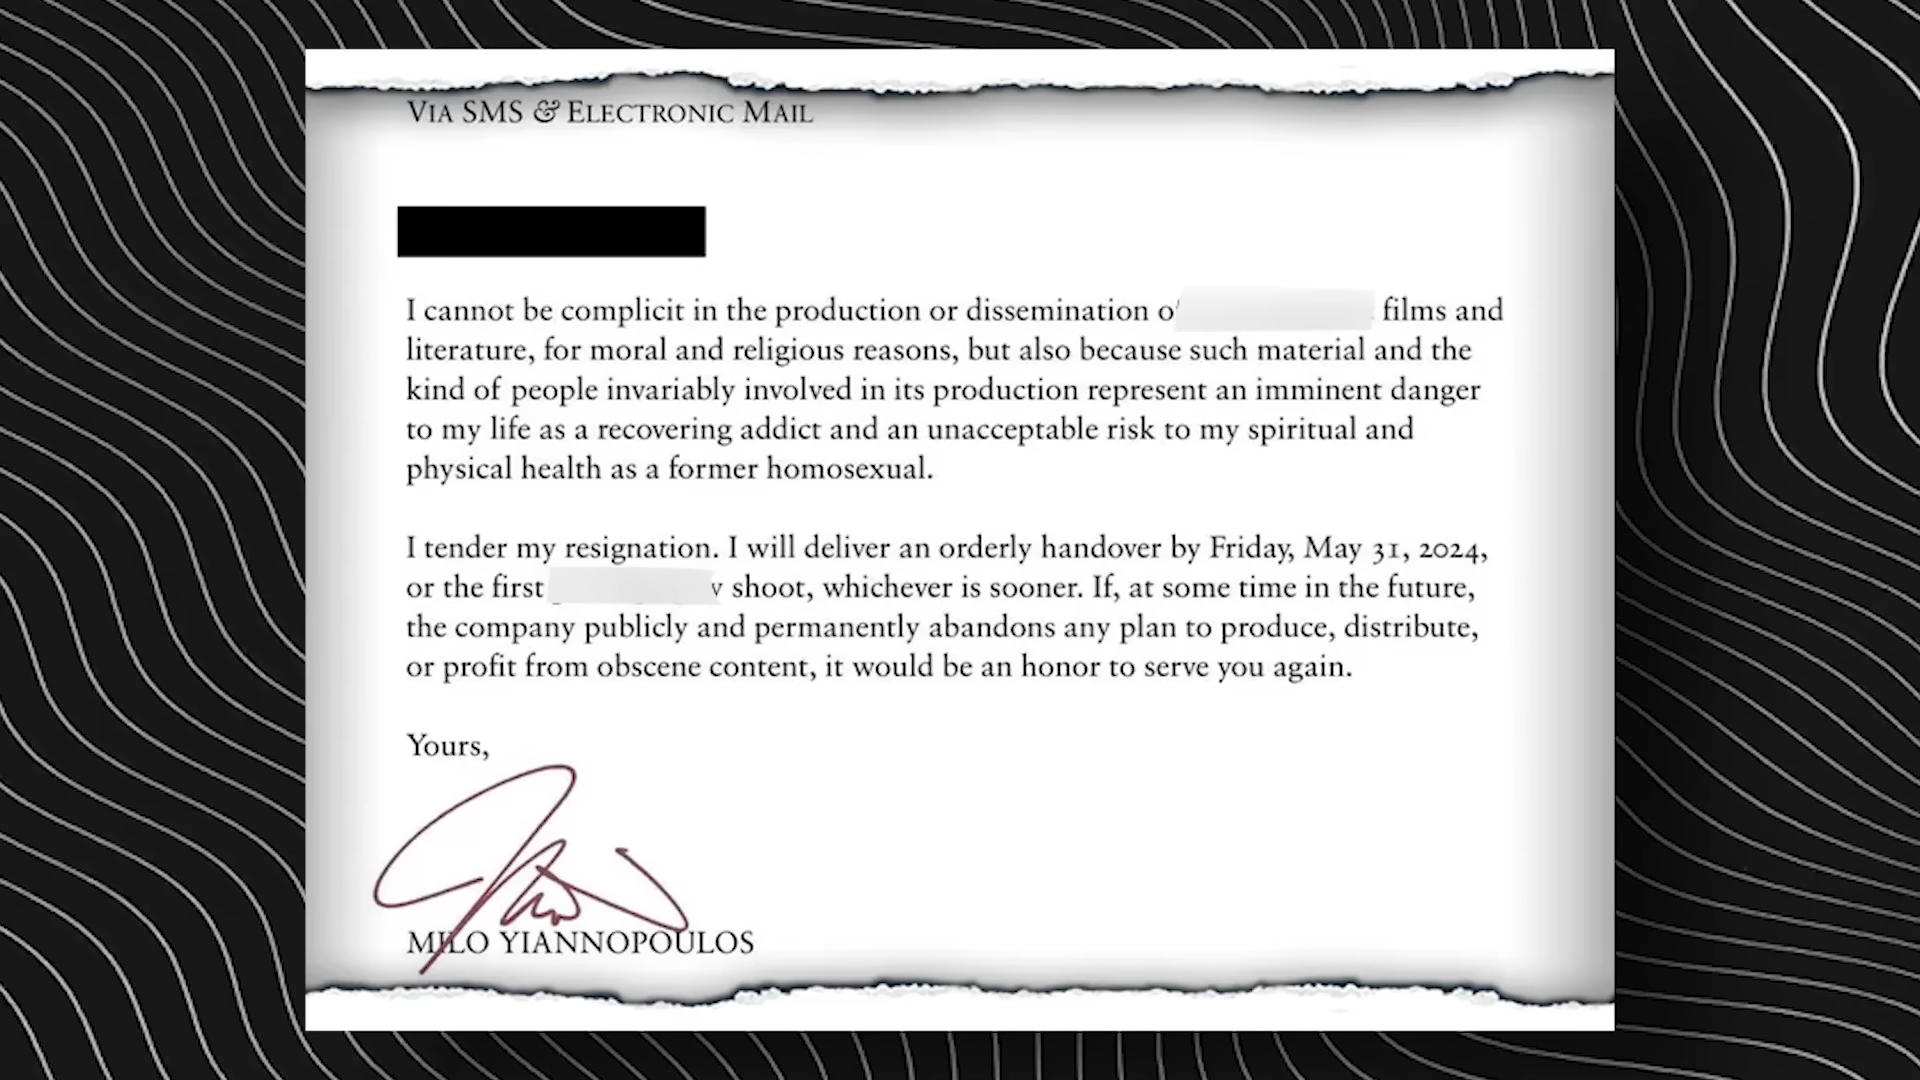 VIA SMS & ELECTRONIC MAIL
I cannot be complicit in the production or dissemination films and
literature, for moral and religious reasons, but also because such material and the
kind of people invariably involved in its production represent an imminent danger
to my life as a recovering addict and an unacceptable risk to my spiritual and
physical health as a former homosexual.
I tender my resignation. I will deliver an orderly handover by Friday, May 31, 2024,
or the first shoot, whichever is sooner. If, at some time in the future,
the company publicly and permanently abandons any plan to produce, distribute,
or profit from obscene content, it would be an honor to serve you again.
Yours,
MILO YIANNOPOULOS